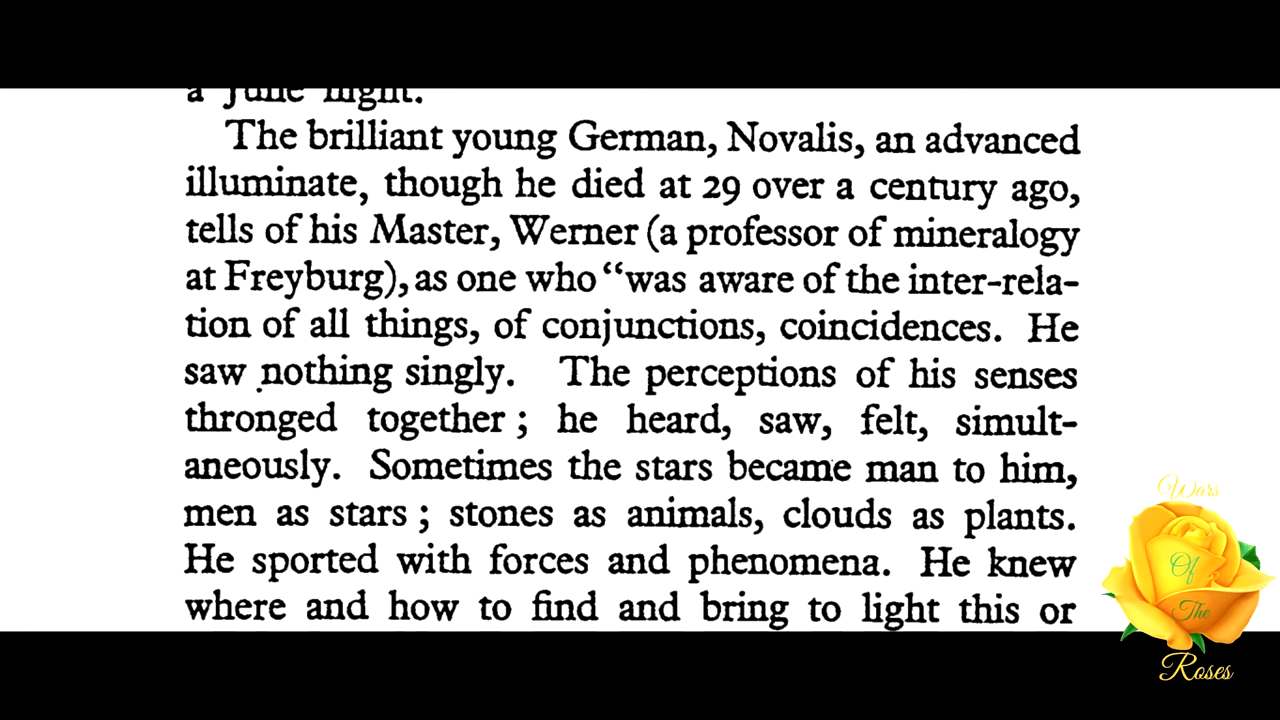 a June night.
The brilliant young German, Novalis, an advanced
illuminate, though he died at 29 over a century ago,
tells of his Master, Werner (a professor of mineralogy
at Freyburg), as one who “was aware of the inter-rela-
tion of all things, of conjunctions, coincidences. He
saw nothing singly. The perceptions of his senses
thronged together ; he heard, saw, felt, simult-
aneously. Sometimes the stars became man to him,
men as stars ; stones as animals, clouds as plants.
He sported with forces and phenomena. He knew
where and how to find and bring to light this or
Wars
Of
The
Roses